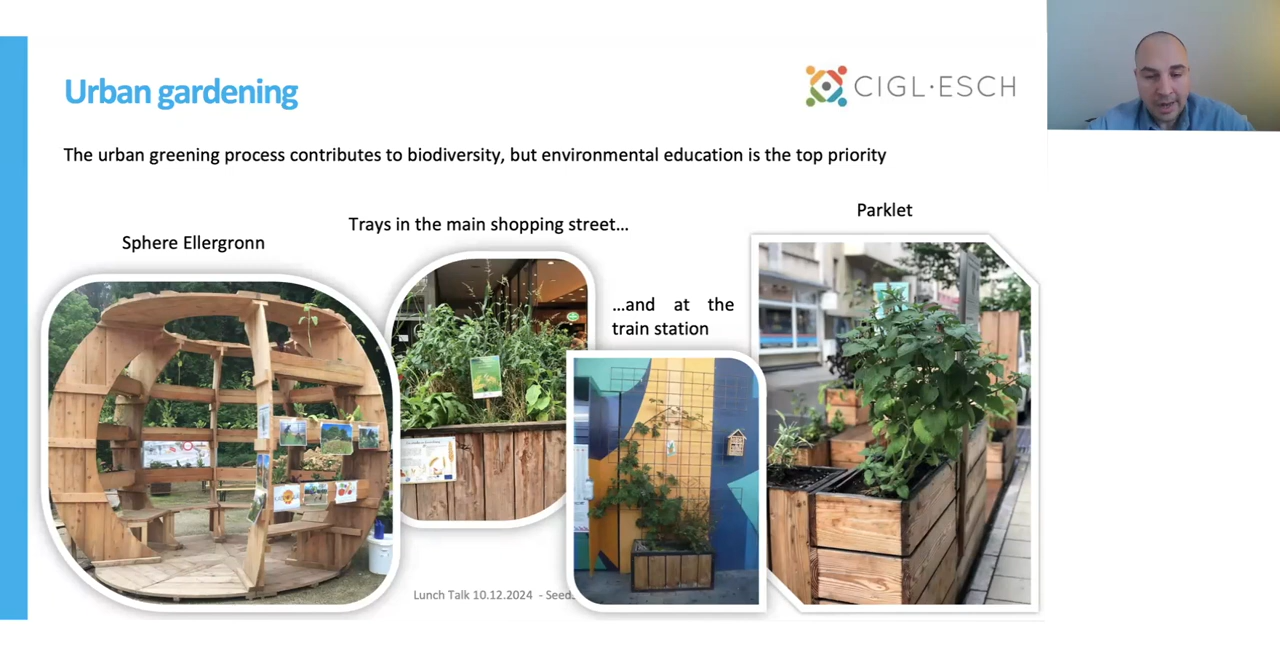 Urban gardening
CIGL·ESCH
The urban greening process contributes to biodiversity, but environmental education is the top priority
Sphere Ellergronn
Trays in the main shopping street...
...and at the
train station
Parklet
Lunch Talk 10.12.2024 - Seed